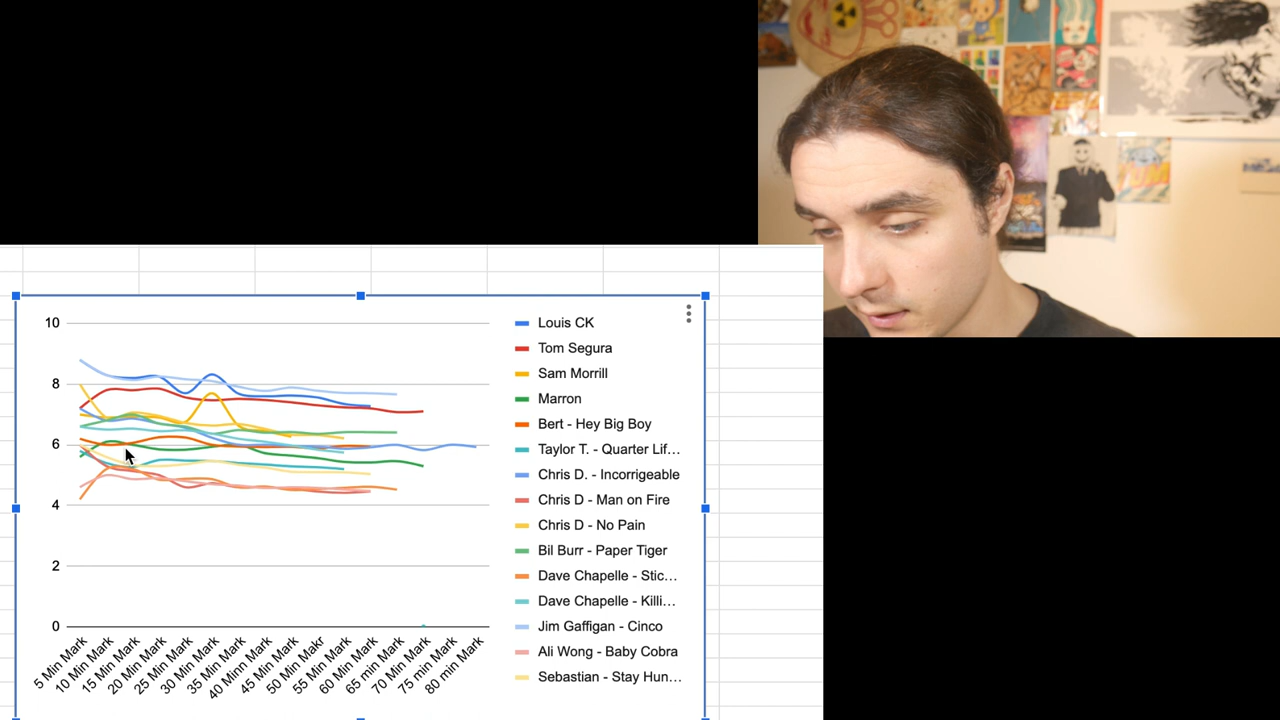 10
8
6
4
2
0
5 Min Mark
10 Min Mark
15 Min Mark
20 Min Mark
25 Min Mark
30 Min Mark
35 Min Mark
40 Minn Mark
45 Min Mark
50 Min Makr
55 Min Mark
60 Min Mark
65 min Mark
70 Min Mark
75 min Mark
80 min Mark
Louis CK
Tom Segura
Sam Morrill
Marron
Bert - Hey Big Boy
Taylor T. - Quarter Lif...
Chris D. - Incorrigeable
Chris D - Man on Fire
Chris D - No Pain
Bil Burr - Paper Tiger
Dave Chapelle - Stic...
Dave Chapelle - Killi...
Jim Gaffigan - Cinco
Ali Wong - Baby Cobra
Sebastian - Stay Hun...